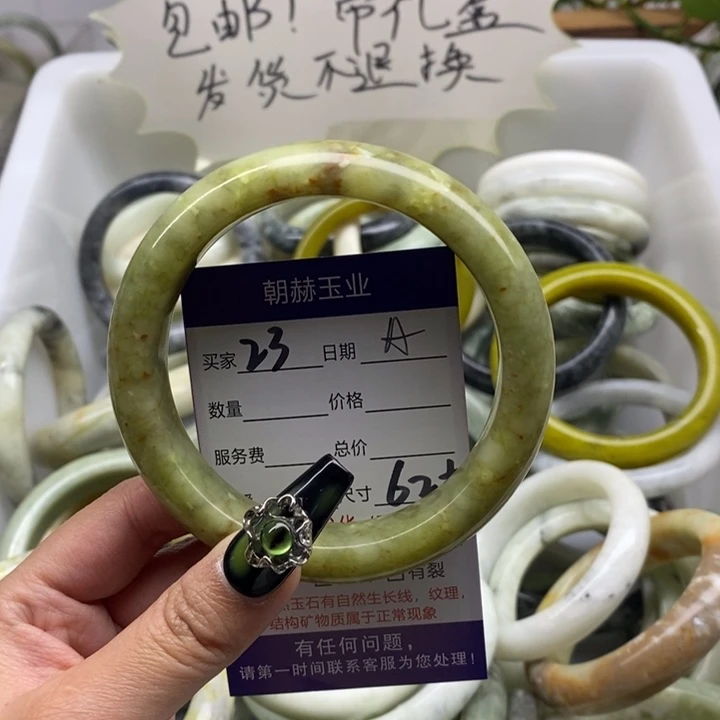 包邮！带化
发货不退换
朝赫玉业
买家 23 日期 A
数量 价格
服务费 总价
尺寸 62+
有裂
玉石有自然生长线，纹理，
结构矿物质属于正常现象
有任何问题，
请第一时间联系客服为您处理！